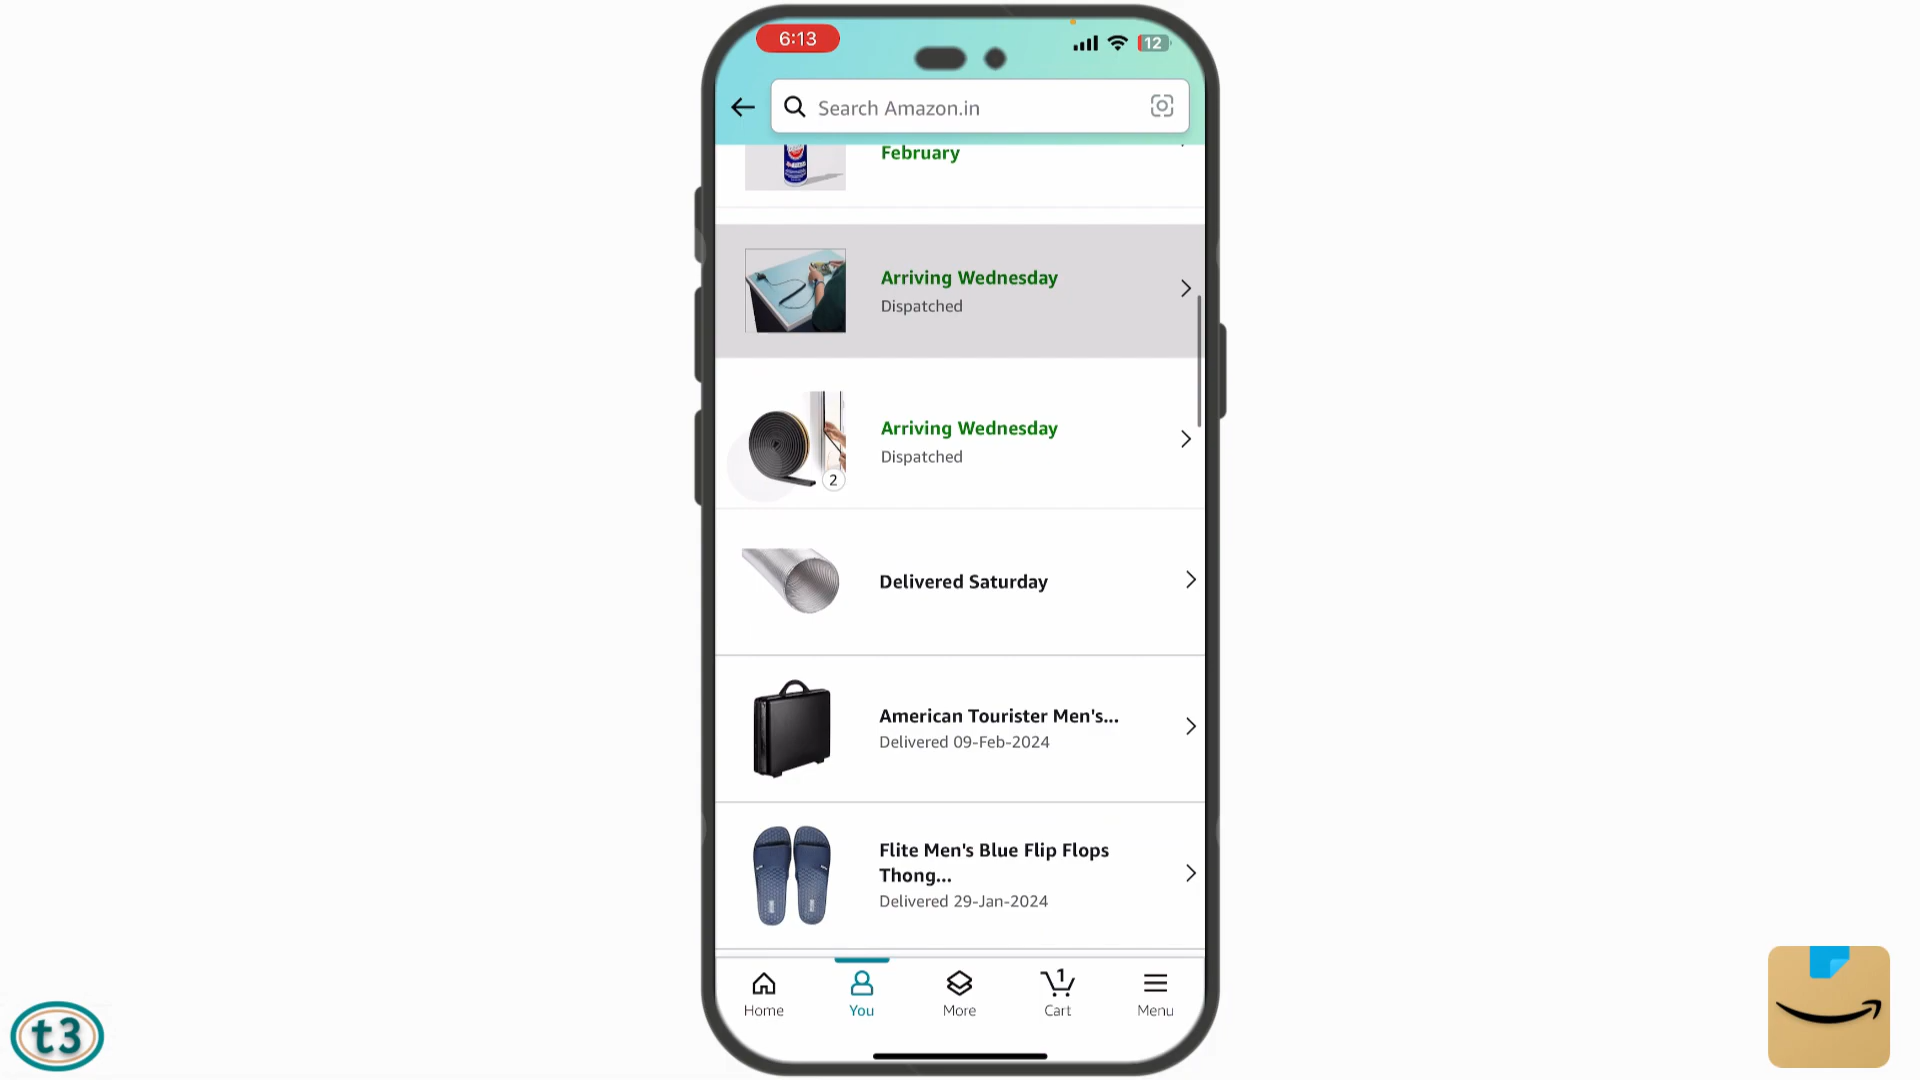 6:13
12
Search Amazon.in
February
Arriving Wednesday
Dispatched
Arriving Wednesday
Dispatched
2
Delivered Saturday
American Tourister Men's...
Delivered 09-Feb-2024
Flite Men's Blue Flip Flops
Thong...
Delivered 29-Jan-2024
1
Home
You
More
Cart
Menu
t3